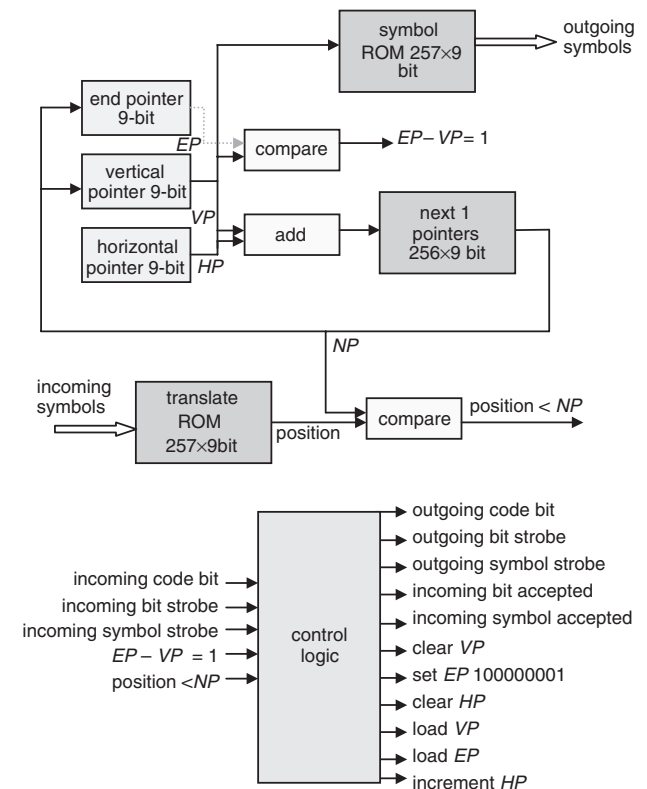 symbol
ROM 257×9
bit
outgoing
symbols
end pointer
9-bit
EP
compare
EP – VP = 1
vertical
pointer 9-bit
VP
horizontal
pointer 9-bit
HP
add
next 1
pointers
256×9 bit
NP
incoming
symbols
translate
ROM
257×9bit
position
compare
position < NP
incoming code bit
incoming bit strobe
incoming symbol strobe
EP – VP = 1
position <NP
control
logic
outgoing code bit
outgoing bit strobe
outgoing symbol strobe
incoming bit accepted
incoming symbol accepted
clear VP
set EP 100000001
clear HP
load VP
load EP
increment HP